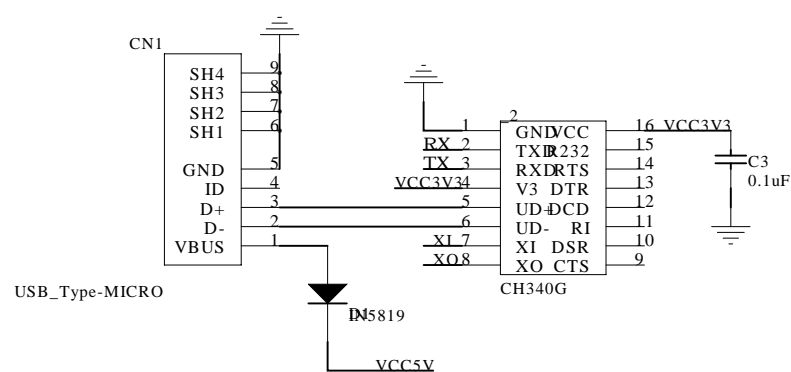 CN1
SH4 9
SH3 8
SH2 7
SH1 6
GND 5
ID 4
D+ 3
D- 2
VBUS 1
USB_Type-MICRO
D1
IN5819
VCC5V
_2
1 GND VCC 16 VCC3V3
RX 2 TXD R232 15
TX 3 RXD RTS 14
VCC3V3 4 V3 DTR 13
5 UD+ DCD 12
6 UD- RI 11
XI 7 XI DSR 10
XO 8 XO CTS 9
CH340G
C3
0.1uF